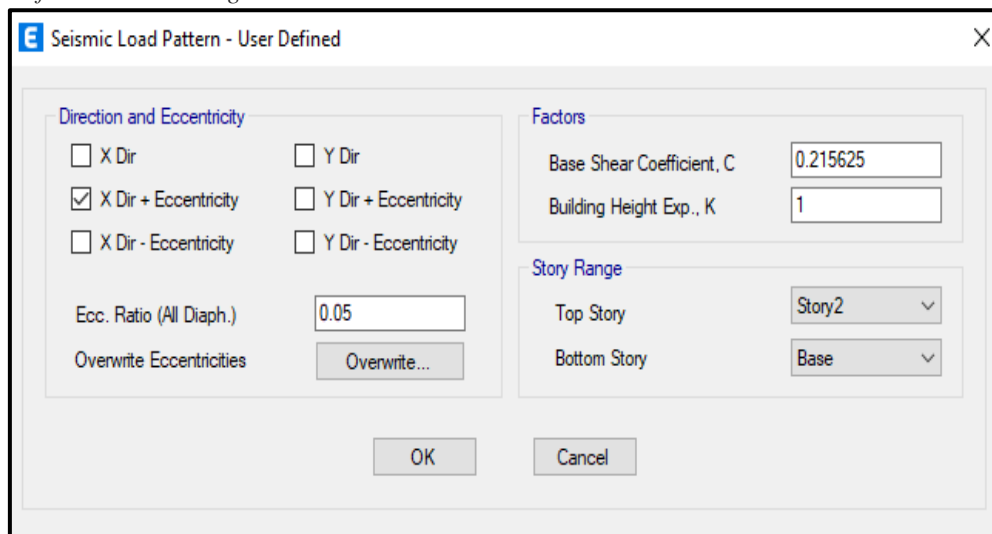 E Seismic Load Pattern - User Defined
Direction and Eccentricity
X Dir
Y Dir
X Dir + Eccentricity
Y Dir + Eccentricity
X Dir - Eccentricity
Y Dir - Eccentricity
Ecc. Ratio (All Diaph.)
0.05
Overwrite Eccentricities
Overwrite...
Factors
Base Shear Coefficient, C
0.215625
Building Height Exp., K
1
Story Range
Top Story
Story2
Bottom Story
Base
OK
Cancel